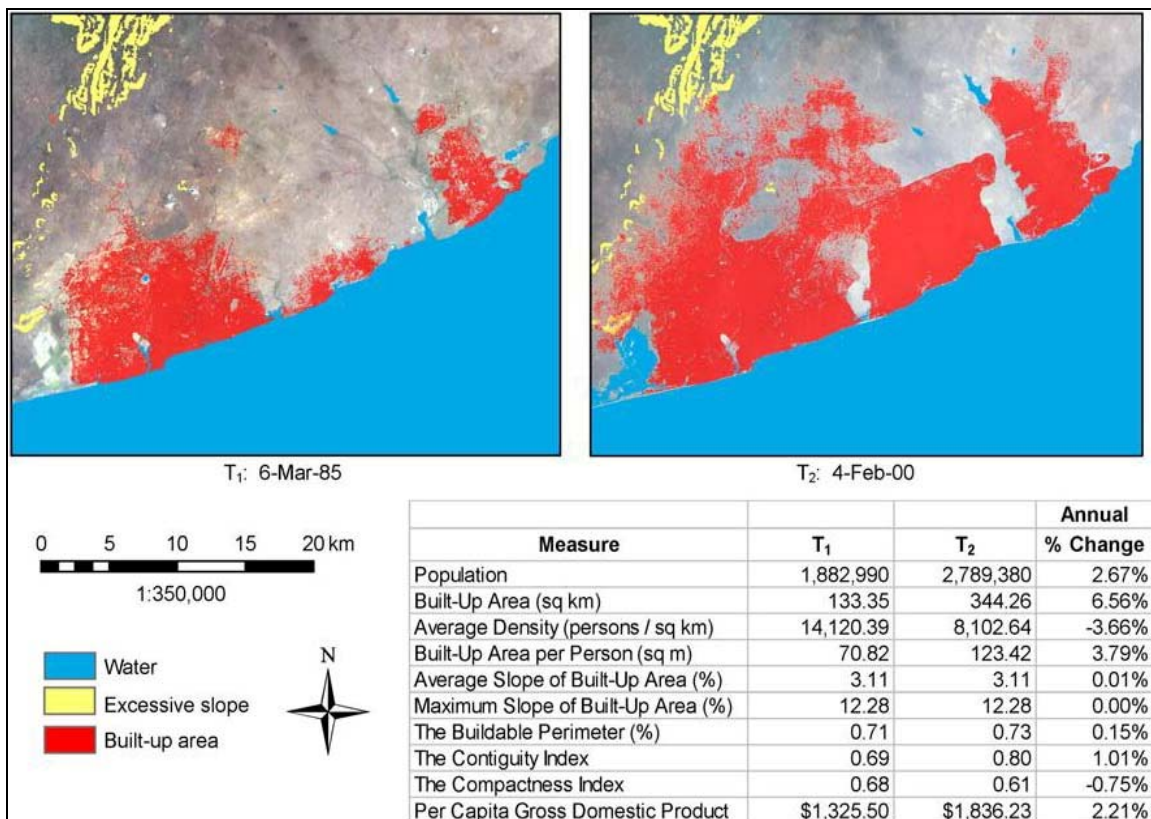 T₁: 6-Mar-85
T₂: 4-Feb-00
0 5 10 15 20 km
1:350,000
Water
Excessive slope
Built-up area
N
Annual
Measure T₁ T₂ % Change
Population 1,882,990 2,789,380 2.67%
Built-Up Area (sq km) 133.35 344.26 6.56%
Average Density (persons / sq km) 14,120.39 8,102.64 -3.66%
Built-Up Area per Person (sq m) 70.82 123.42 3.79%
Average Slope of Built-Up Area (%) 3.11 3.11 0.01%
Maximum Slope of Built-Up Area (%) 12.28 12.28 0.00%
The Buildable Perimeter (%) 0.71 0.73 0.15%
The Contiguity Index 0.69 0.80 1.01%
The Compactness Index 0.68 0.61 -0.75%
Per Capita Gross Domestic Product $1,325.50 $1,836.23 2.21%